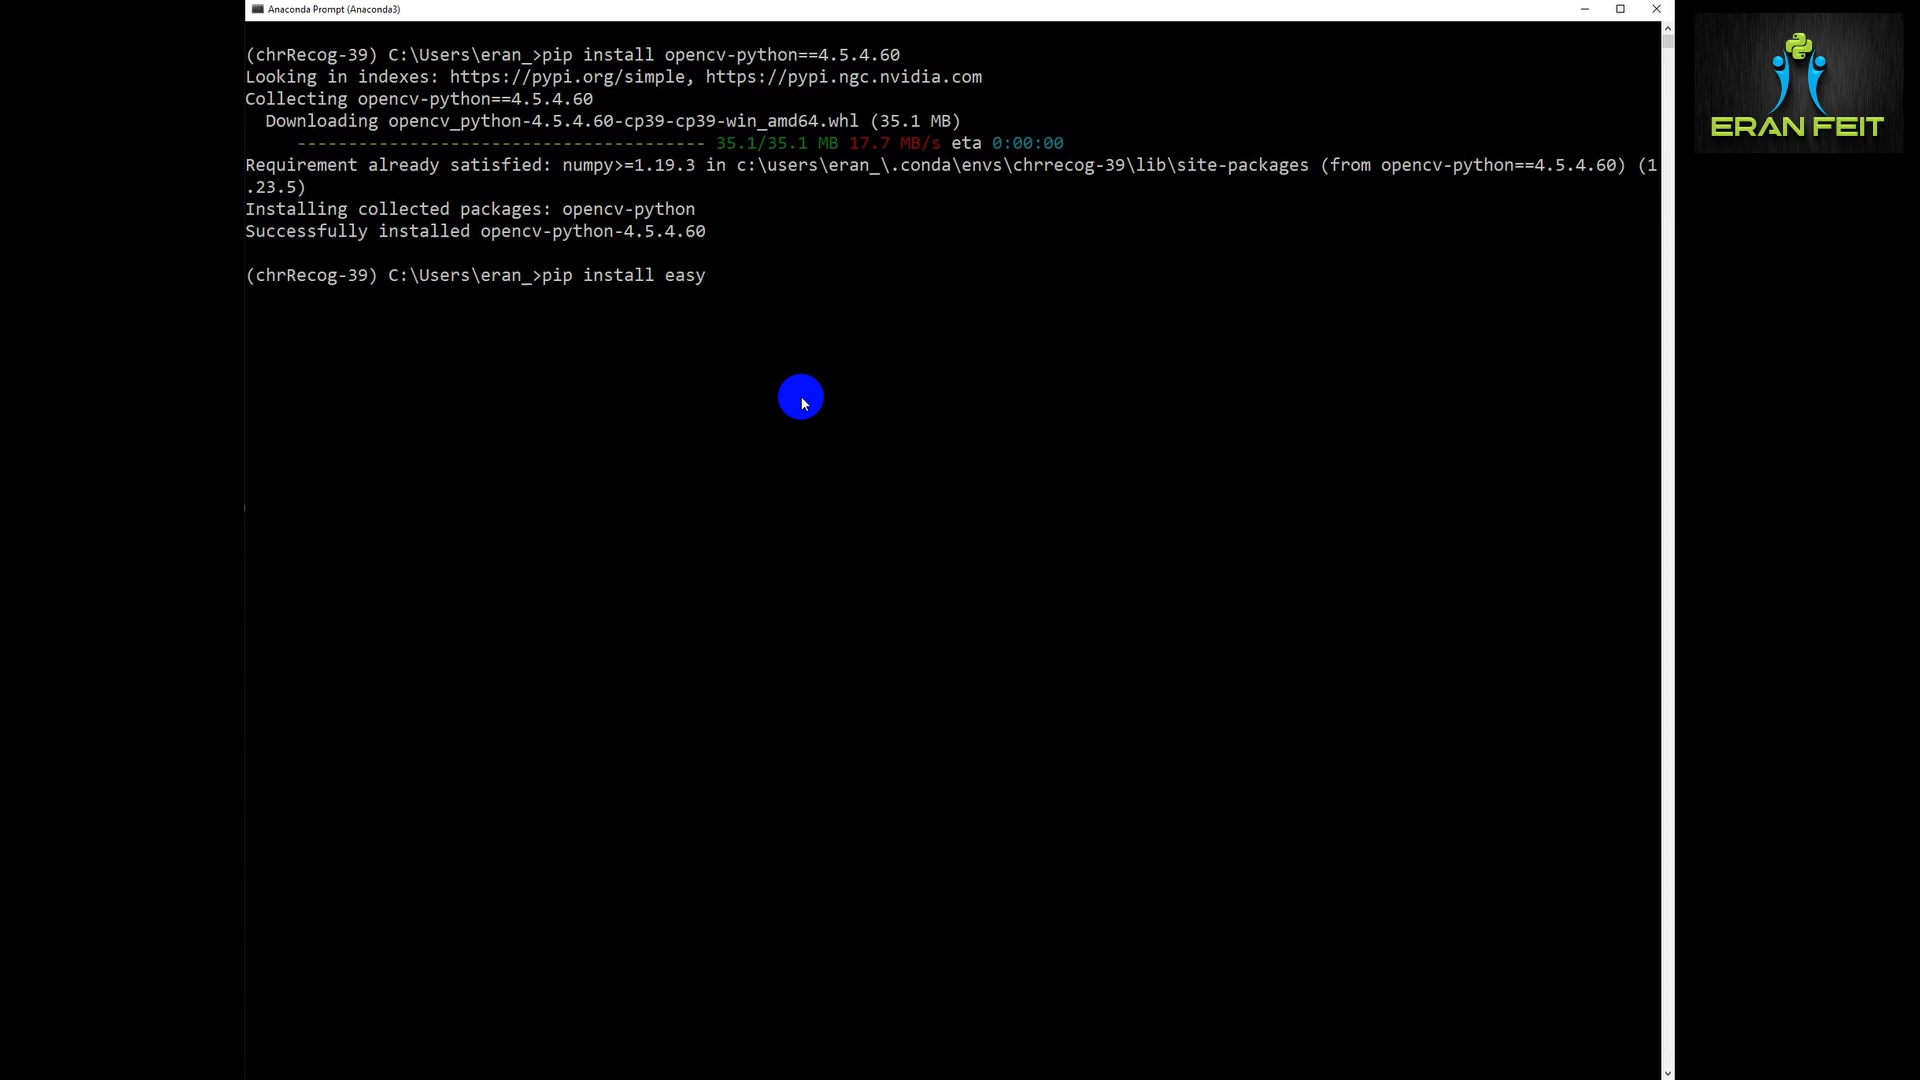 Anaconda Prompt (Anaconda3)
(chrRecog-39) C:\Users\eran_>pip install opencv-python==4.5.4.60
Looking in indexes: https://pypi.org/simple, https://pypi.ngc.nvidia.com
Collecting opencv-python==4.5.4.60
  Downloading opencv_python-4.5.4.60-cp39-cp39-win_amd64.whl (35.1 MB)
     ---------------------------------------- 35.1/35.1 MB 17.7 MB/s eta 0:00:00
Requirement already satisfied: numpy>=1.19.3 in c:\users\eran_\.conda\envs\chrrecog-39\lib\site-packages (from opencv-python==4.5.4.60) (1
.23.5)
Installing collected packages: opencv-python
Successfully installed opencv-python-4.5.4.60
(chrRecog-39) C:\Users\eran_>pip install easy
ERAN FEIT